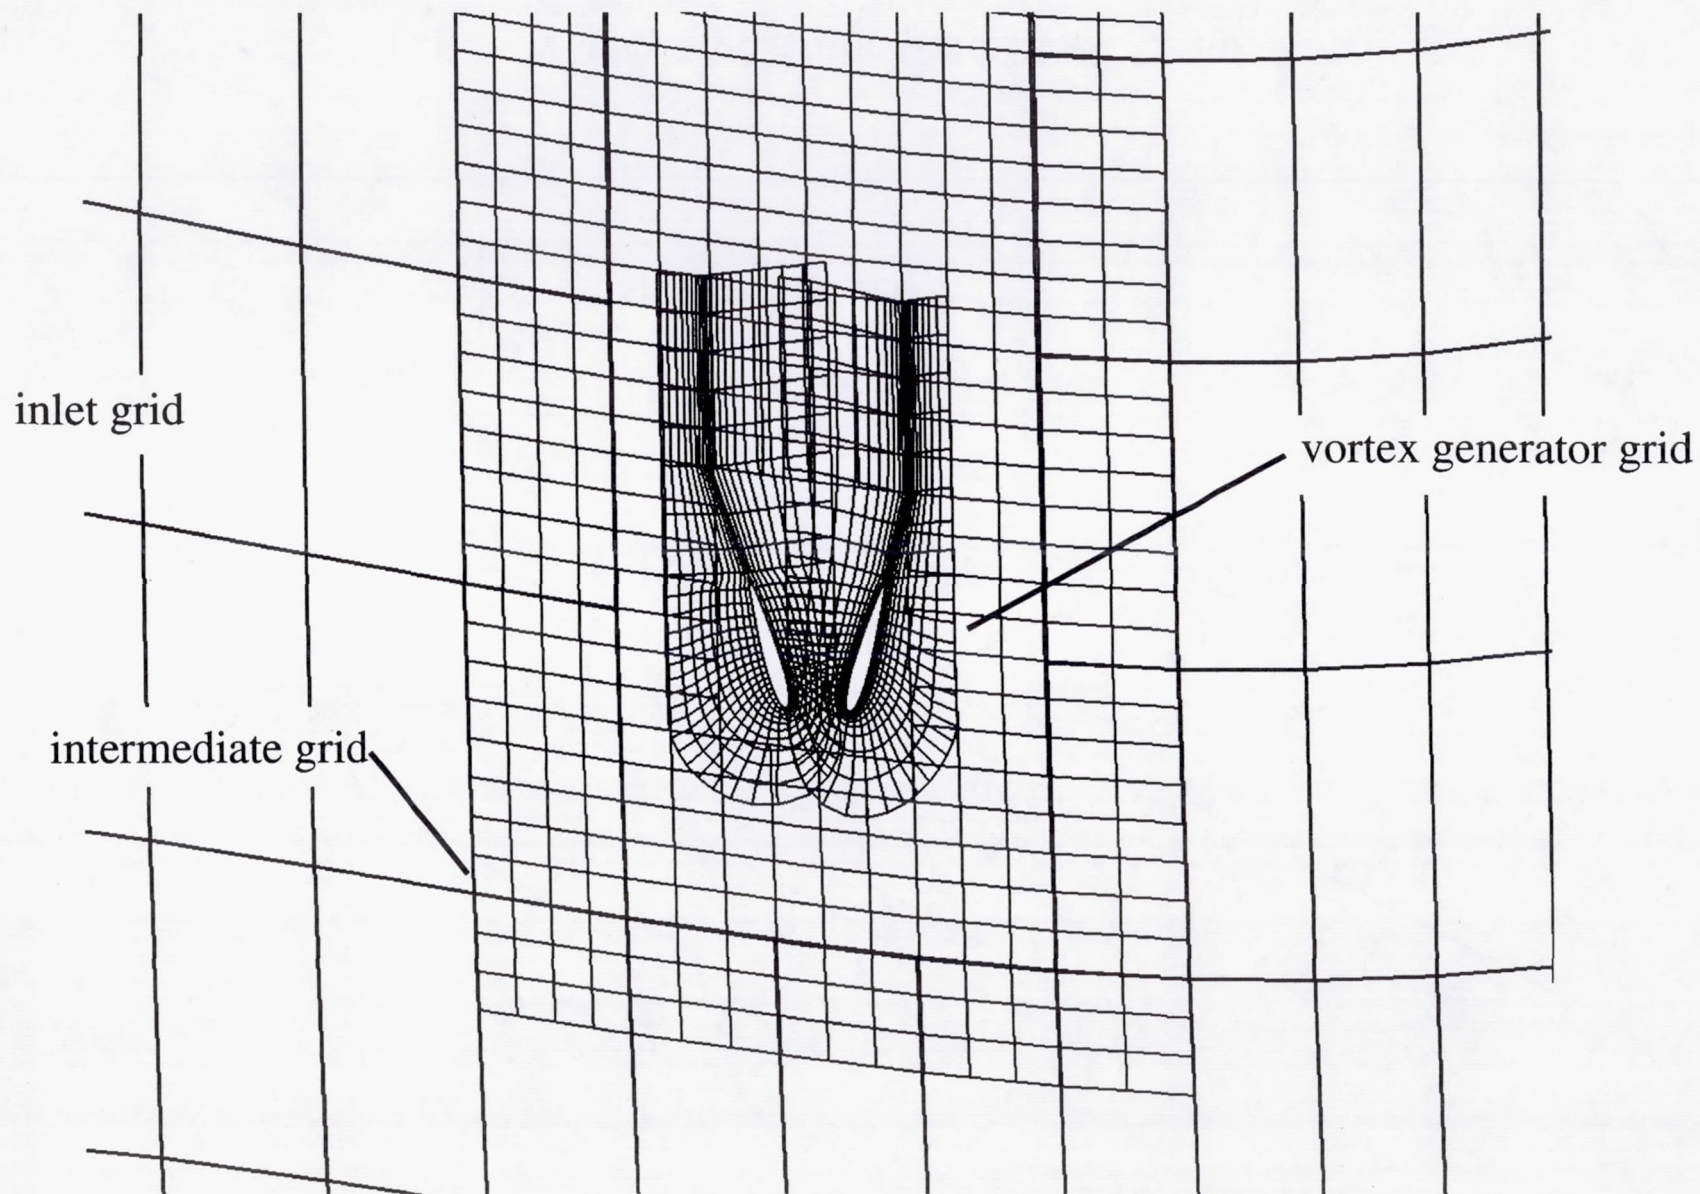 inlet grid
vortex generator grid
intermediate grid